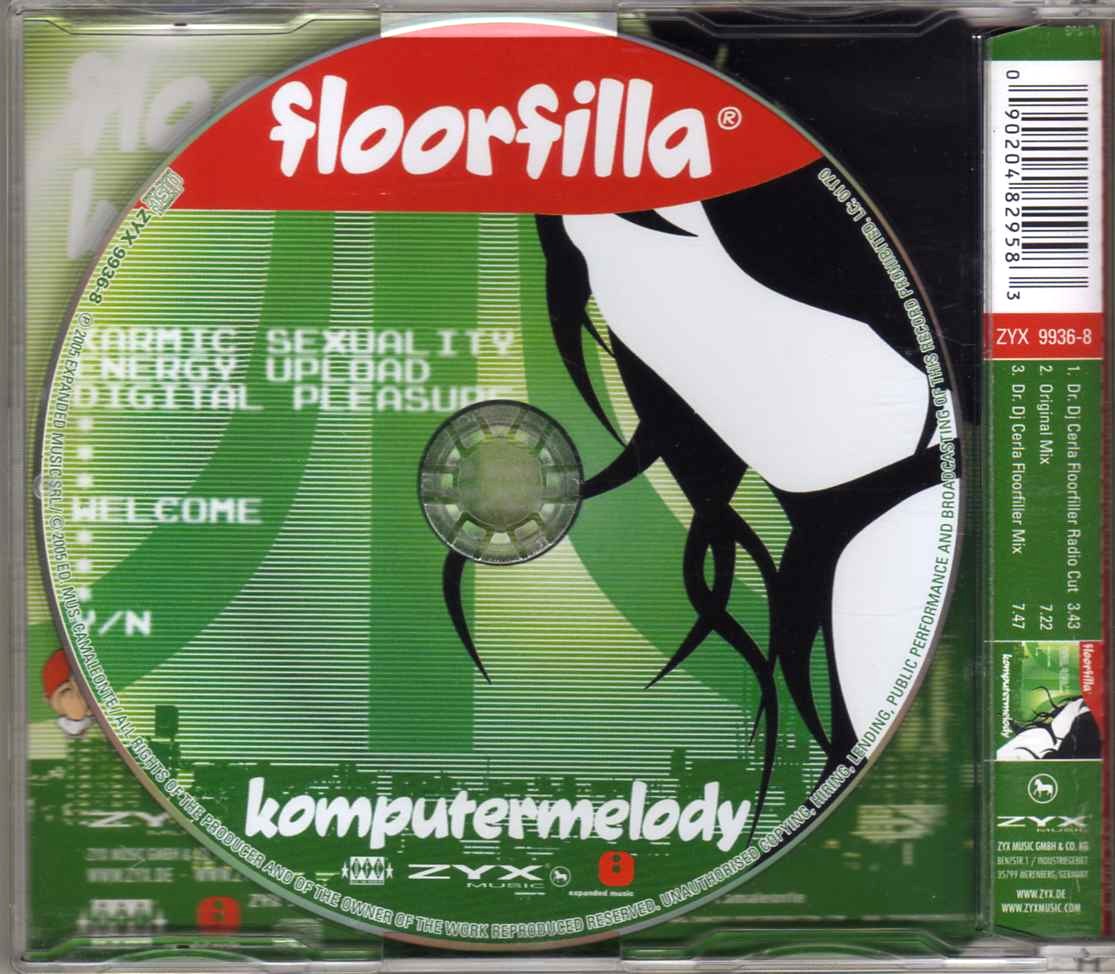 floorfilla®
KARMIC SEXUALITY
ENERGY UPLOAD
DIGITAL PLEASUR
WELCOME
Y/N
komputermelody
ZYX
MUSIC
expanded music
ZYX 9936-8 ℗ 2005 EXPANDED MUSIC SRL/ © 2005 ED. MUS. CAMALEONTE/ ALL RIGHTS OF THE PRODUCER AND OF THE OWNER OF THE WORK REPRODUCED RESERVED. UNAUTHORISED COPYING, HIRING, LENDING, PUBLIC PERFORMANCE AND BROADCASTING OF THIS RECORD PROHIBITED. LC: 01170
0 90204 82958 3
ZYX 9936-8
1. Dr. Dj Cerla Floorfiller Radio Cut 3.43
2. Original Mix 7.22
3. Dr. Dj Cerla Floorfiller Mix 7.47
floorfilla
komputermelody
ZYX
MUSIC
ZYX MUSIC GMBH & CO. KG
BENZSTR.1 / INDUSTRIEGEBIET
35799 MERENBERG/GERMANY
WWW.ZYX.DE
WWW.ZYXMUSIC.COM